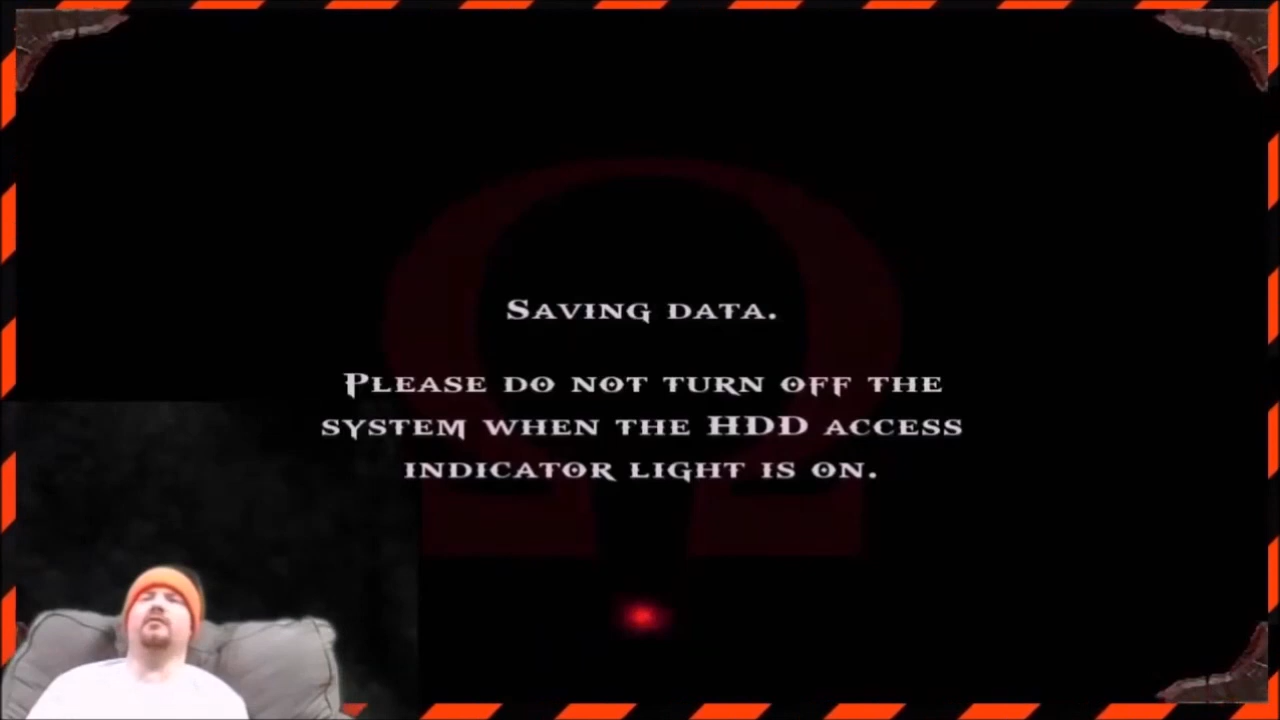 Saving data.
Please do not turn off the
system when the HDD access
indicator light is on.